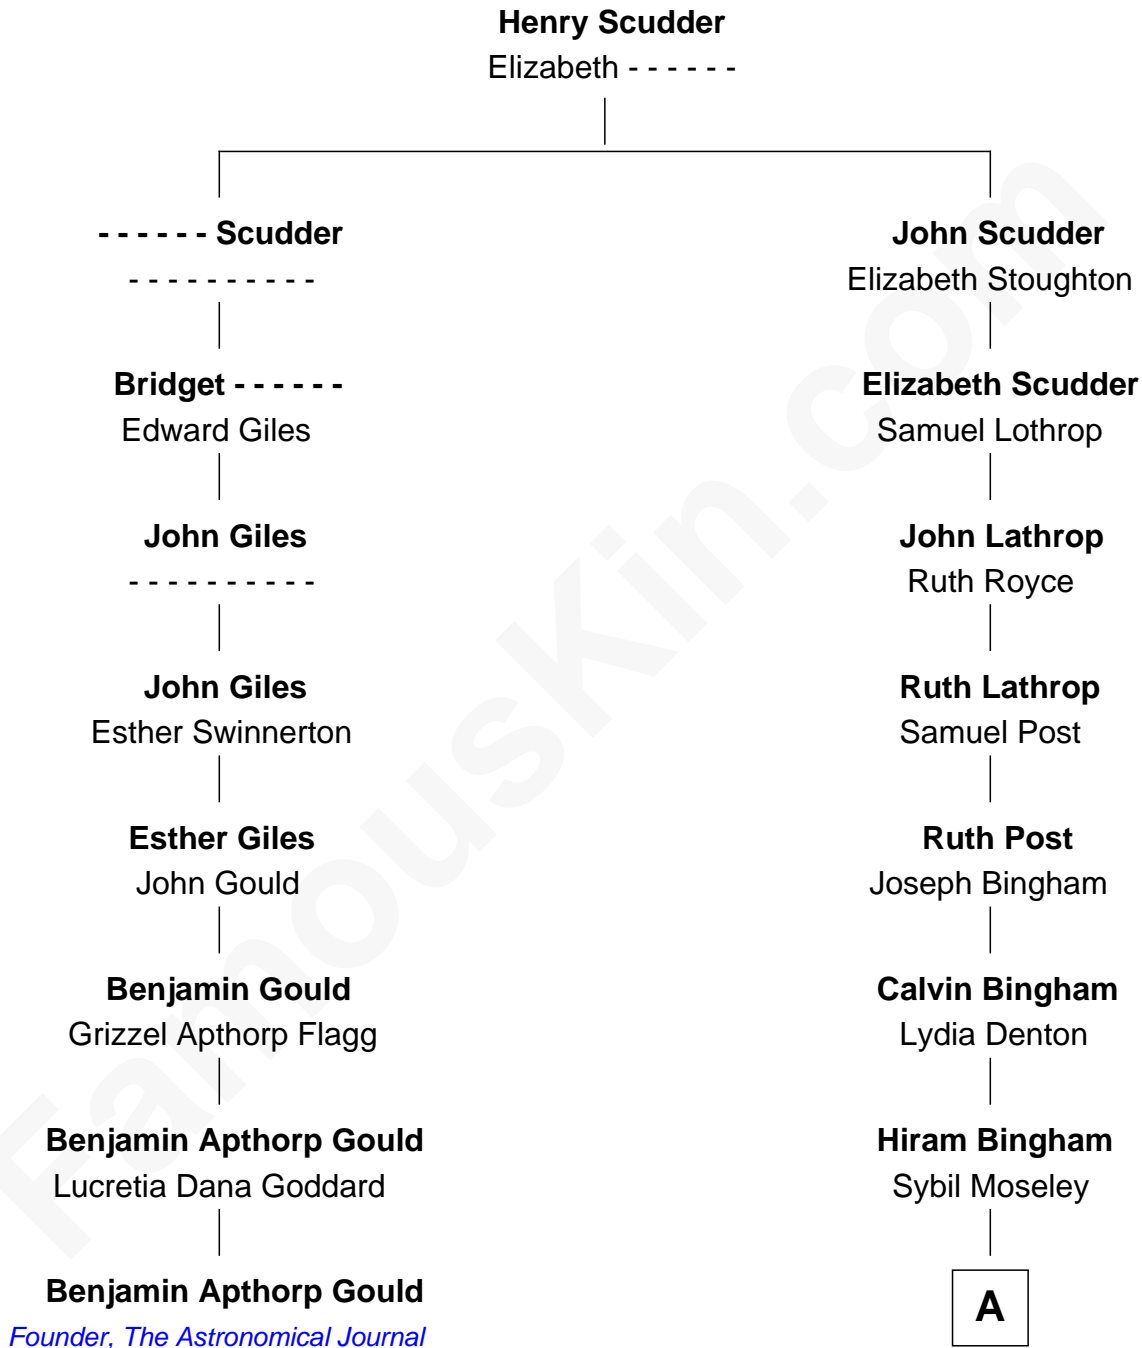 Henry Scudder
Elizabeth - - - - - -
- - - - - - Scudder
- - - - - - - - - -
Bridget - - - - - -
Edward Giles
John Giles
- - - - - - - - - -
John Giles
Esther Swinnerton
Esther Giles
John Gould
Benjamin Gould
Grizzel Apthorp Flagg
Benjamin Apthorp Gould
Lucretia Dana Goddard
Benjamin Apthorp Gould
Founder, The Astronomical Journal
John Scudder
Elizabeth Stoughton
Elizabeth Scudder
Samuel Lothrop
John Lathrop
Ruth Royce
Ruth Lathrop
Samuel Post
Ruth Post
Joseph Bingham
Calvin Bingham
Lydia Denton
Hiram Bingham
Sybil Moseley
A
FamousKin.com